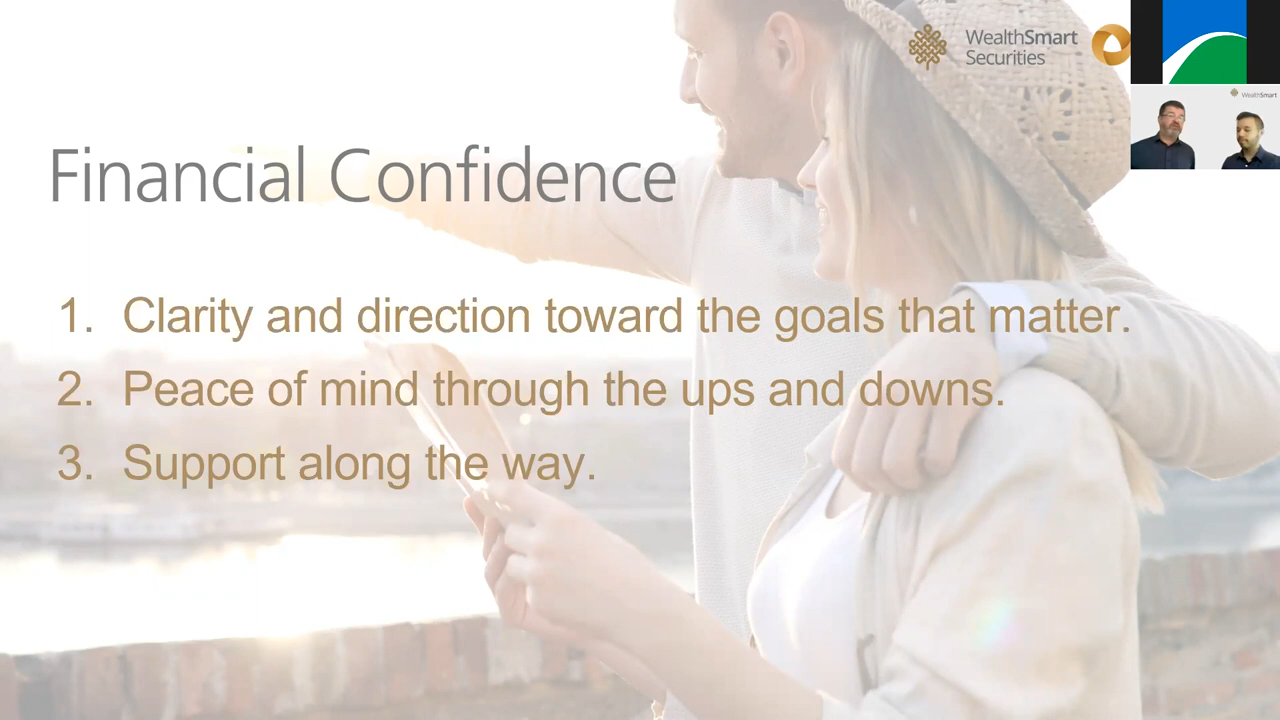 WealthSmart
Securities
WealthSmart
Financial Confidence
1. Clarity and direction toward the goals that matter.
2. Peace of mind through the ups and downs.
3. Support along the way.